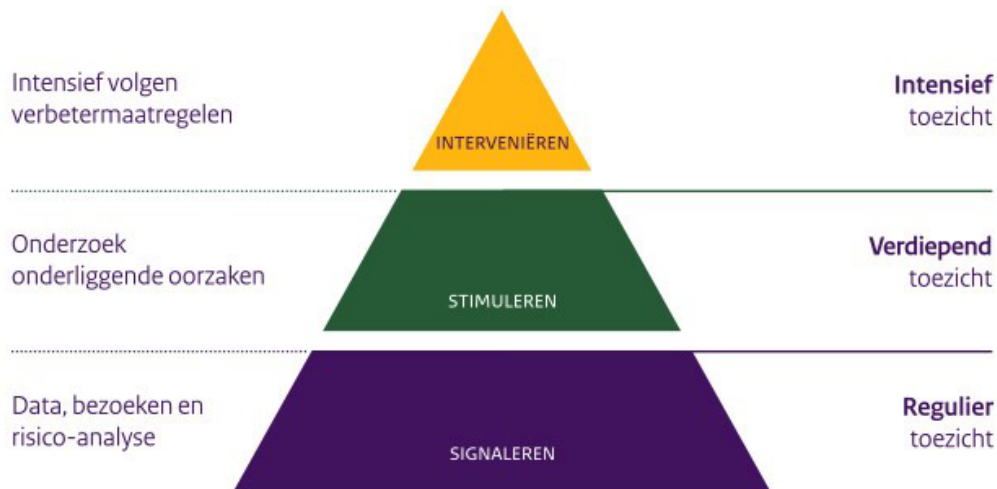 Intensief volgen
verbetermaatregelen
INTERVENIËREN
Intensief
toezicht
Onderzoek
onderliggende oorzaken
STIMULEREN
Verdiepend
toezicht
Data, bezoeken en
risico-analyse
SIGNALEREN
Regulier
toezicht